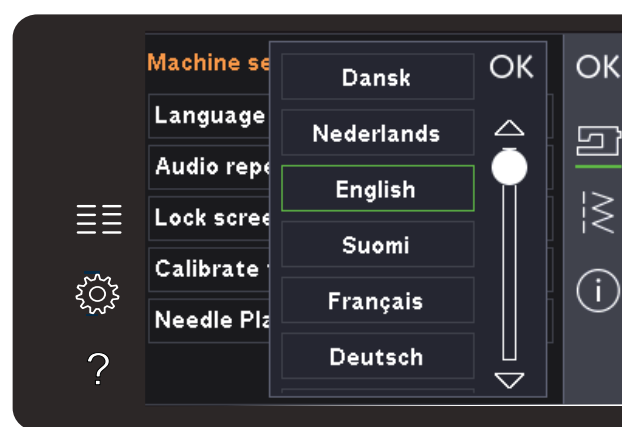 Machine se
Language
Audio repe
Lock scree
Calibrate
Needle Pla
Dansk
Nederlands
English
Suomi
Français
Deutsch
OK
OK
i
?